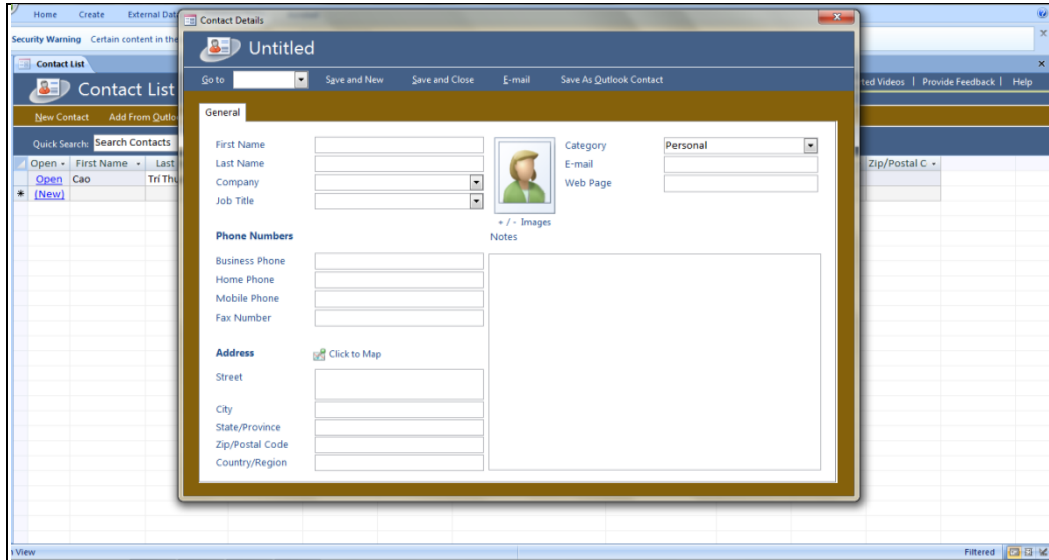 Home Create External Data
Contact Details
Security Warning Certain content in the
Untitled
Contact List
Go to Save and New Save and Close E-mail Save As Outlook Contact
Contact List
ted Videos | Provide Feedback | Help
New Contact Add From Outlo
General
Quick Search: Search Contacts
Open First Name Last
Zip/Postal C
Open Cao Trí Thu
(New)
First Name
Last Name
Company
Job Title
+ / - Images
Category Personal
E-mail
Web Page
Phone Numbers
Notes
Business Phone
Home Phone
Mobile Phone
Fax Number
Address Click to Map
Street
City
State/Province
Zip/Postal Code
Country/Region
View Filtered